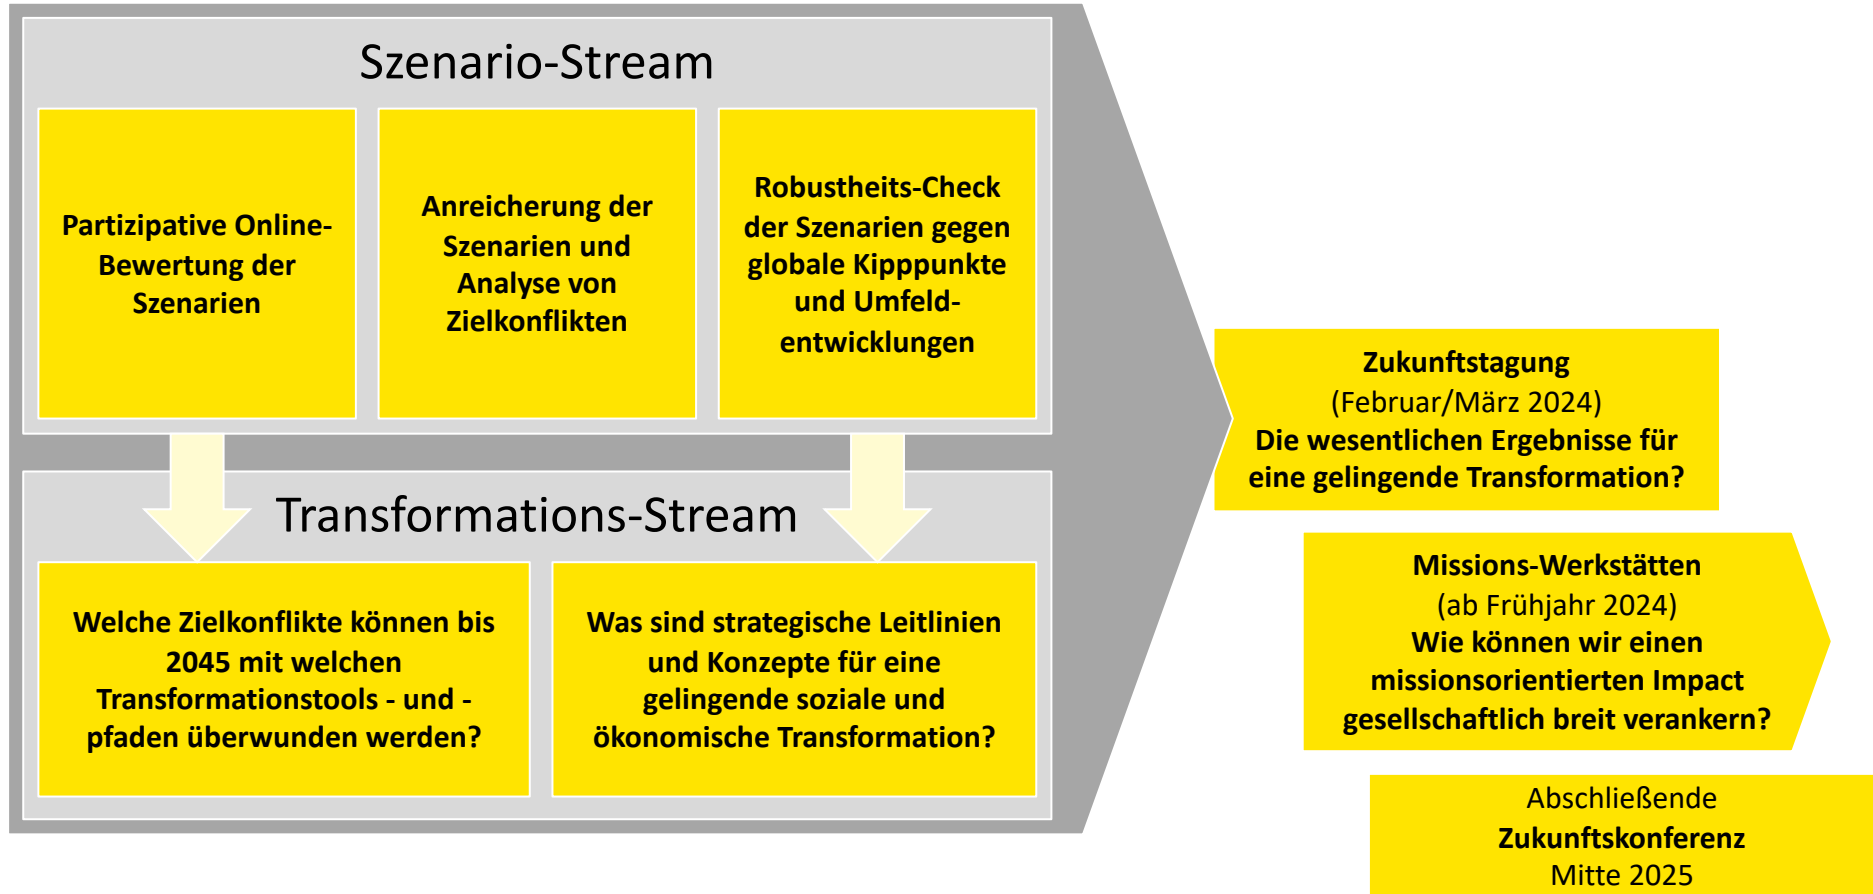 Szenario-Stream
Partizipative Online-
Bewertung der
Szenarien
Anreicherung der
Szenarien und
Analyse von
Zielkonflikten
Robustheits-Check
der Szenarien gegen
globale Kipppunkte
und Umfeld-
entwicklungen
Transformations-Stream
Welche Zielkonflikte können bis
2045 mit welchen
Transformationstools - und -
pfaden überwunden werden?
Was sind strategische Leitlinien
und Konzepte für eine
gelingende soziale und
ökonomische Transformation?
Zukunftstagung
(Februar/März 2024)
Die wesentlichen Ergebnisse für
eine gelingende Transformation?
Missions-Werkstätten
(ab Frühjahr 2024)
Wie können wir einen
missionsorientierten Impact
gesellschaftlich breit verankern?
Abschließende
Zukunftskonferenz
Mitte 2025